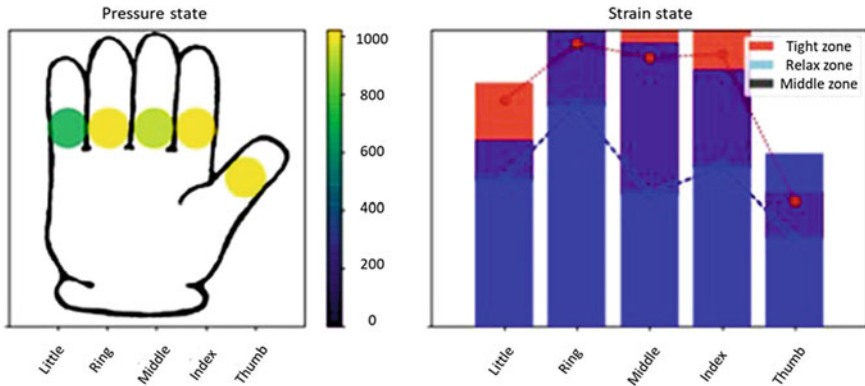 Pressure state
1000
800
600
400
200
0
Little
Ring
Middle
Index
Thumb
Strain state
Tight zone
Relax zone
Middle zone
Little
Ring
Middle
Index
Thumb